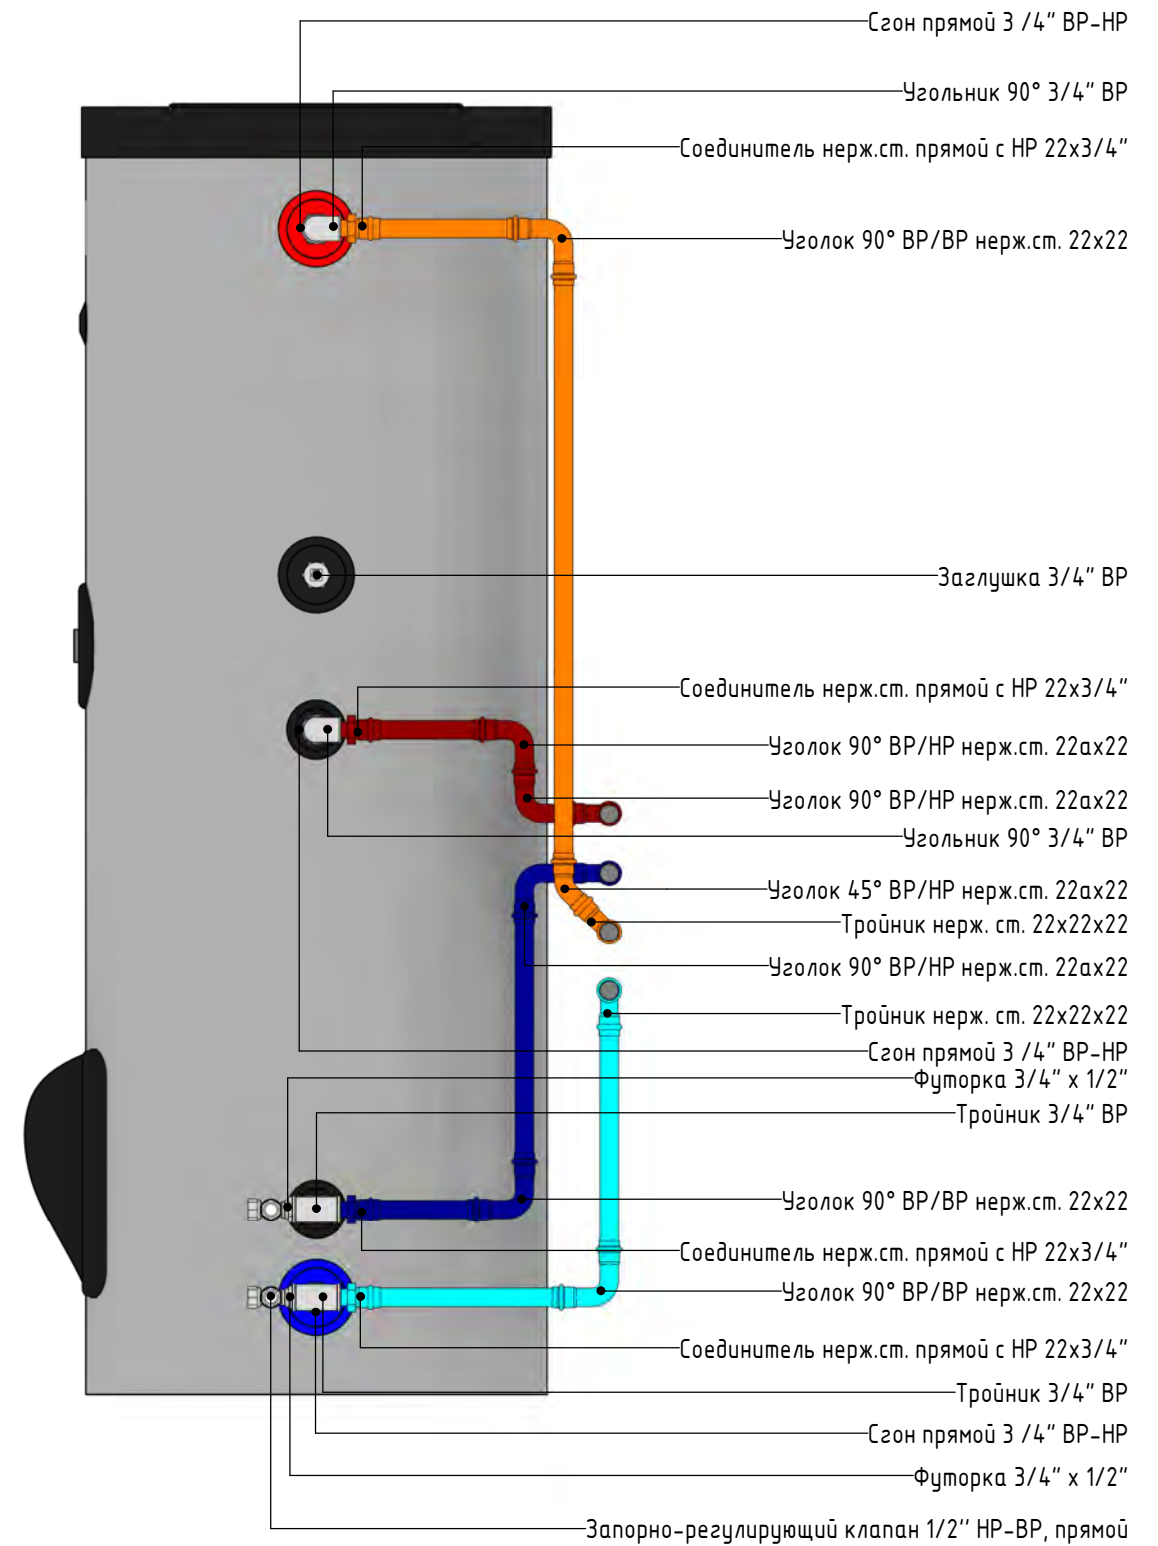 Сгон прямой 3 /4" ВР-НР
Угольник 90° 3/4" ВР
Соединитель нерж.ст. прямой с НР 22х3/4"
Уголок 90° ВР/ВР нерж.ст. 22х22
Заглушка 3/4" ВР
Соединитель нерж.ст. прямой с НР 22х3/4"
Уголок 90° ВР/НР нерж.ст. 22ах22
Уголок 90° ВР/НР нерж.ст. 22ах22
Угольник 90° 3/4" ВР
Уголок 45° ВР/НР нерж.ст. 22ах22
Тройник нерж. ст. 22х22х22
Уголок 90° ВР/НР нерж.ст. 22ах22
Тройник нерж. ст. 22х22х22
Сгон прямой 3 /4" ВР-НР
Футорка 3/4" х 1/2"
Тройник 3/4" ВР
Уголок 90° ВР/ВР нерж.ст. 22х22
Соединитель нерж.ст. прямой с НР 22х3/4"
Уголок 90° ВР/ВР нерж.ст. 22х22
Соединитель нерж.ст. прямой с НР 22х3/4"
Тройник 3/4" ВР
Сгон прямой 3 /4" ВР-НР
Футорка 3/4" х 1/2"
Запорно-регулирующий клапан 1/2'' НР-ВР, прямой